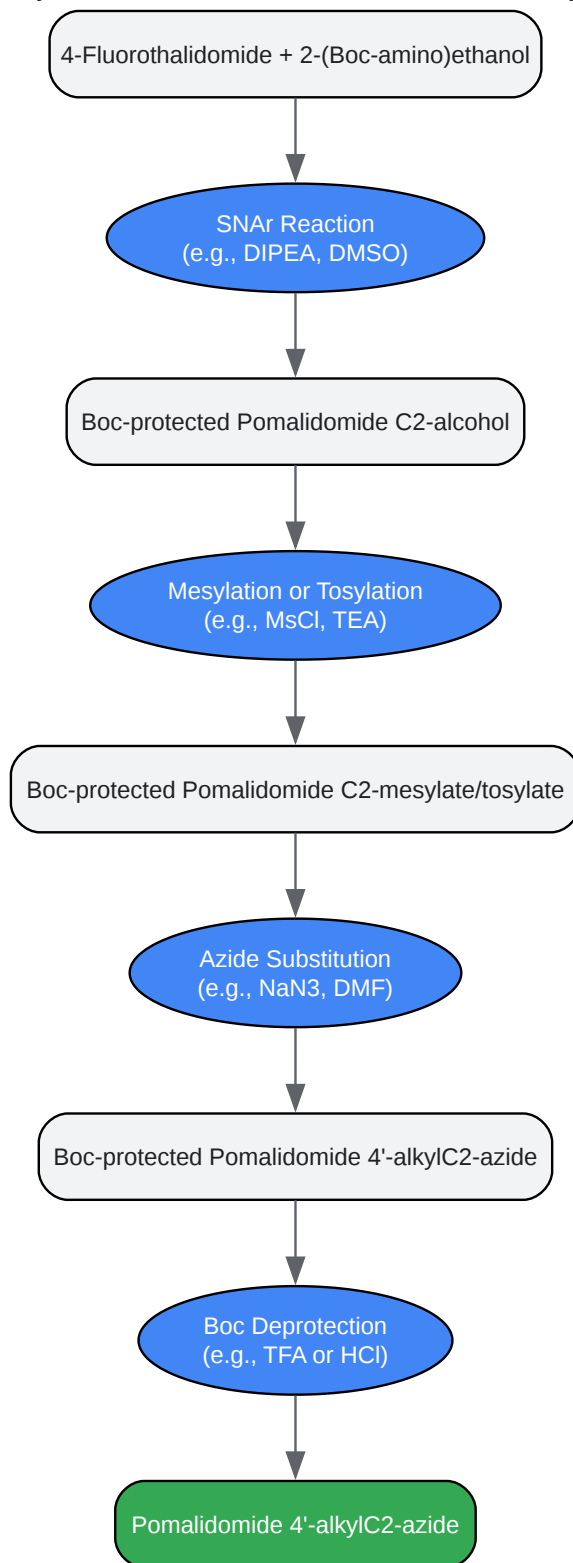 4-Fluorothalidomide + 2-(Boc-amino)ethanol
SNAr Reaction
(e.g., DIPEA, DMSO)
Boc-protected Pomalidomide C2-alcohol
Mesylation or Tosylation
(e.g., MsCl, TEA)
Boc-protected Pomalidomide C2-mesylate/tosylate
Azide Substitution
(e.g., NaN3, DMF)
Boc-protected Pomalidomide 4'-alkylC2-azide
Boc Deprotection
(e.g., TFA or HCl)
Pomalidomide 4'-alkylC2-azide